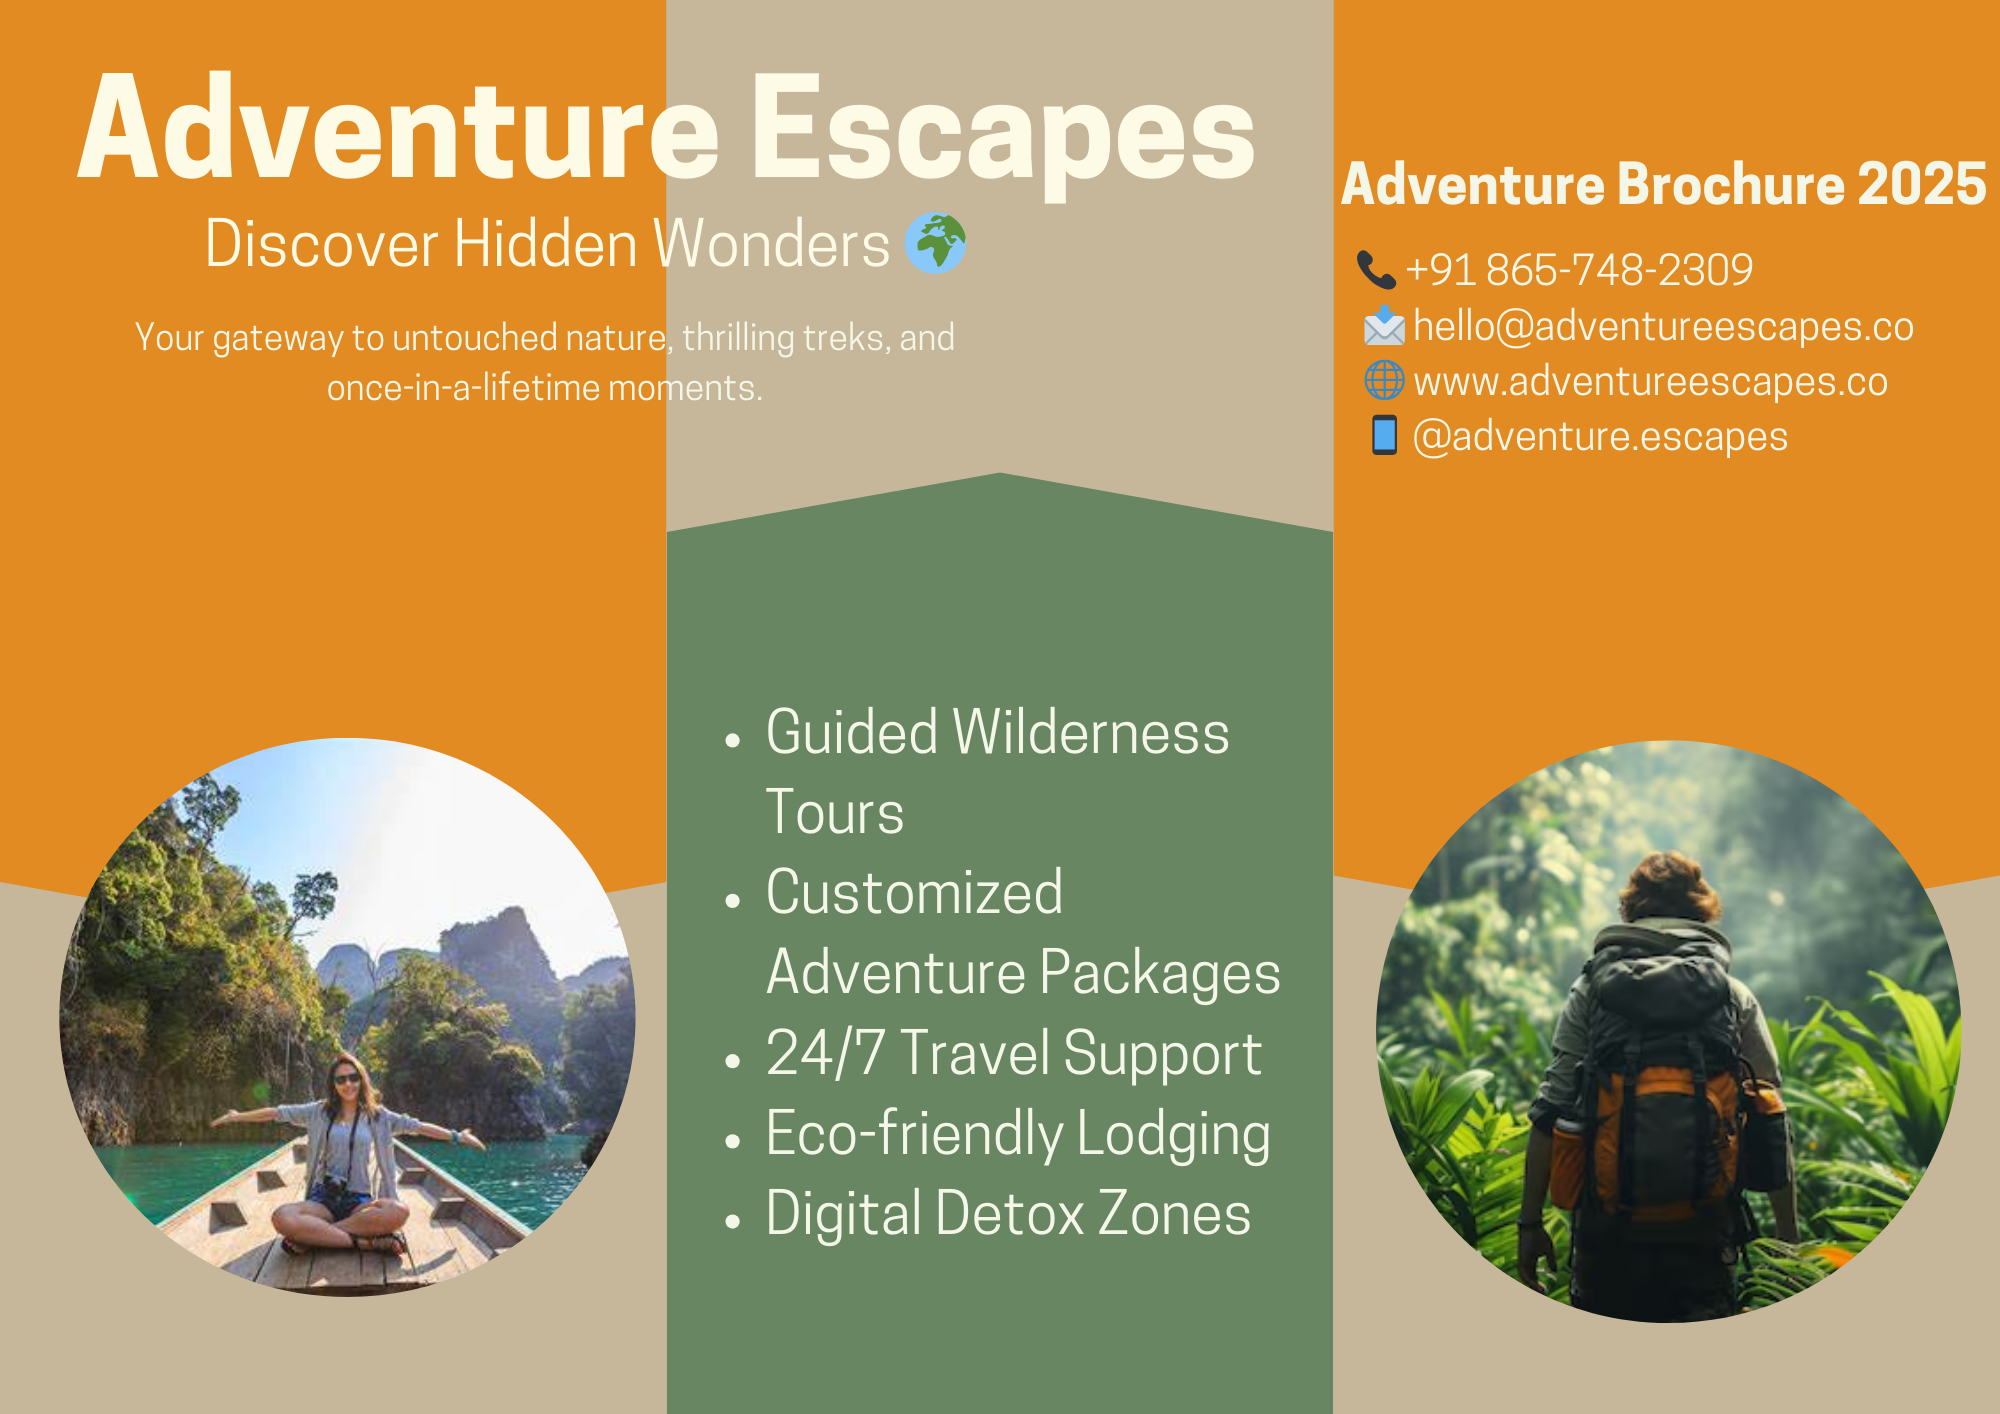 Adventure Escapes
Discover Hidden Wonders 🌍
Your gateway to untouched nature, thrilling treks, and
once-in-a-lifetime moments.
Adventure Brochure 2025
📞 +91 865-748-2309
📩 hello@adventureescapes.co
🌐 www.adventureescapes.co
📱 @adventure.escapes
• Guided Wilderness
Tours
• Customized
Adventure Packages
• 24/7 Travel Support
• Eco-friendly Lodging
• Digital Detox Zones